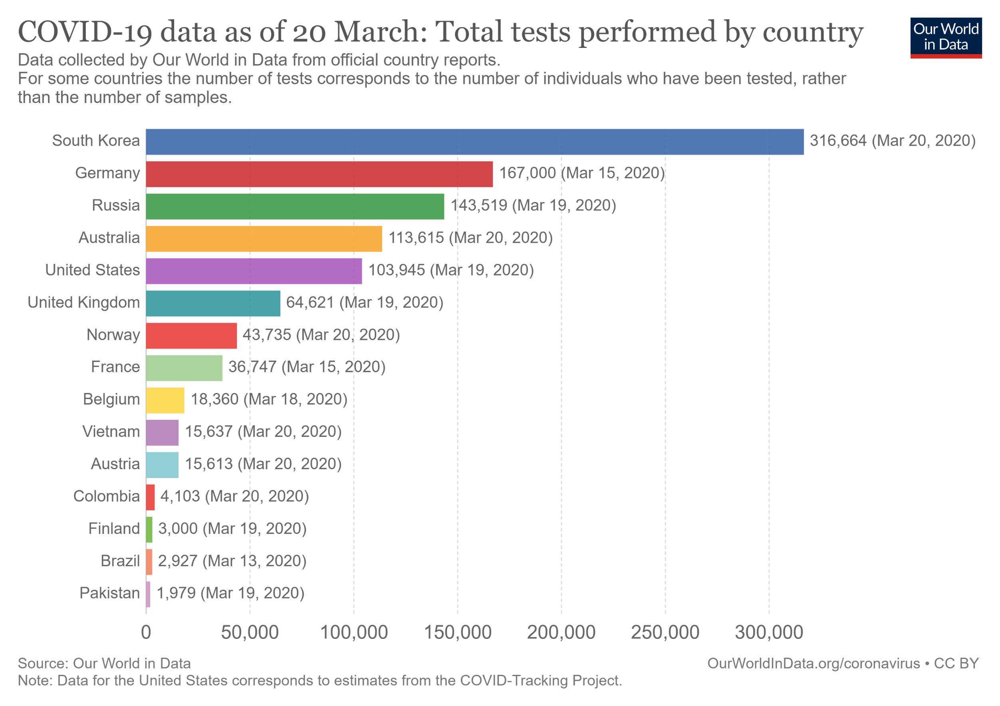 COVID-19 data as of 20 March: Total tests performed by country
Our World
in Data
Data collected by Our World in Data from official country reports.
For some countries the number of tests corresponds to the number of individuals who have been tested, rather
than the number of samples.
South Korea 316,664 (Mar 20, 2020)
Germany 167,000 (Mar 15, 2020)
Russia 143,519 (Mar 19, 2020)
Australia 113,615 (Mar 20, 2020)
United States 103,945 (Mar 19, 2020)
United Kingdom 64,621 (Mar 19, 2020)
Norway 43,735 (Mar 20, 2020)
France 36,747 (Mar 15, 2020)
Belgium 18,360 (Mar 18, 2020)
Vietnam 15,637 (Mar 20, 2020)
Austria 15,613 (Mar 20, 2020)
Colombia 4,103 (Mar 20, 2020)
Finland 3,000 (Mar 19, 2020)
Brazil 2,927 (Mar 13, 2020)
Pakistan 1,979 (Mar 19, 2020)
0 50,000 100,000 150,000 200,000 250,000 300,000
Source: Our World in Data OurWorldInData.org/coronavirus • CC BY
Note: Data for the United States corresponds to estimates from the COVID-Tracking Project.